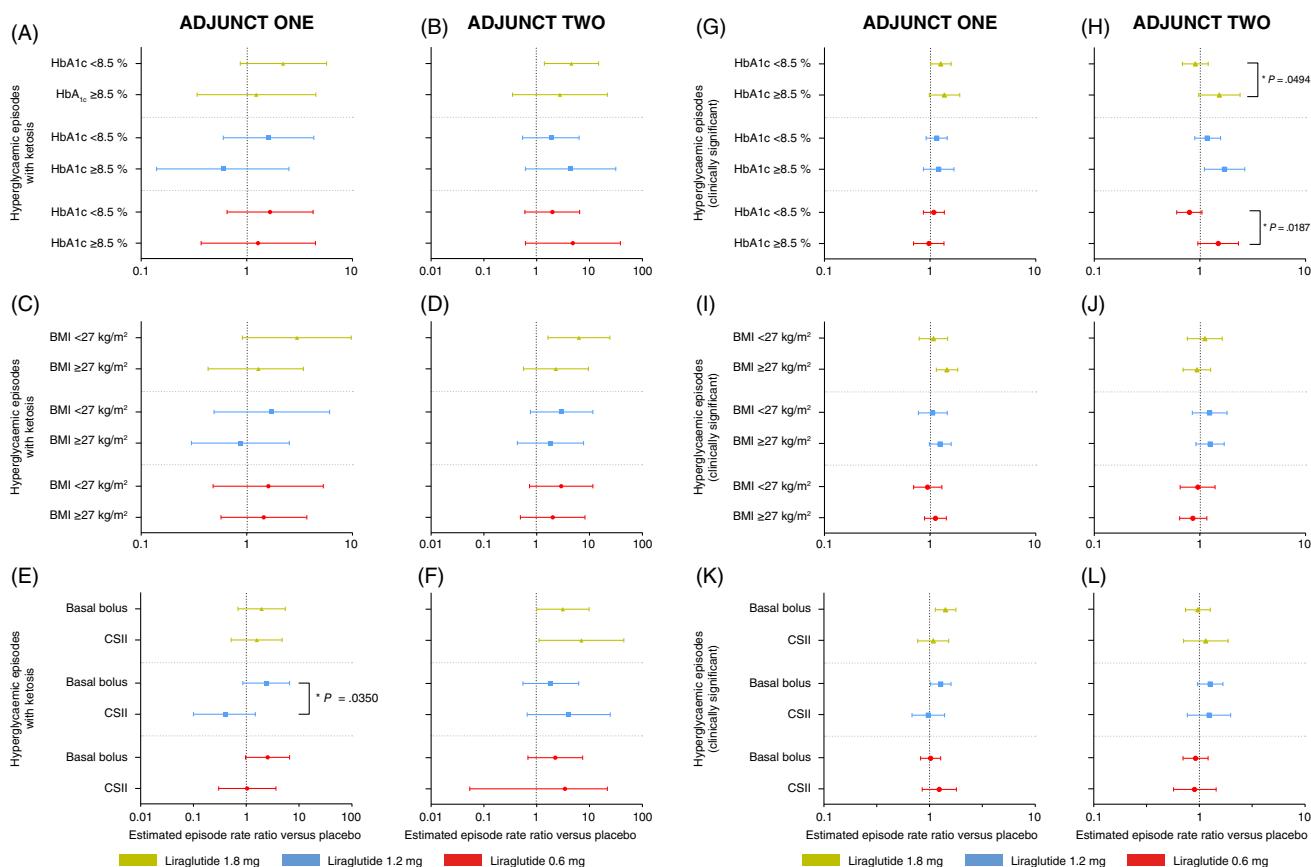 ADJUNCT ONE
ADJUNCT TWO
ADJUNCT ONE
ADJUNCT TWO
(A)
Hyperglycaemic episodes
with ketosis
HbA1c <8.5 %
HbA1c ≥8.5 %
HbA1c <8.5 %
HbA1c ≥8.5 %
HbA1c <8.5 %
HbA1c ≥8.5 %
0.1 1 10
(B)
0.01 0.1 1 10 100
(G)
Hyperglycaemic episodes
(clinically significant)
HbA1c <8.5 %
HbA1c ≥8.5 %
HbA1c <8.5 %
HbA1c ≥8.5 %
HbA1c <8.5 %
HbA1c ≥8.5 %
0.1 1 10
(H)
* P = .0494
* P = .0187
0.1 1 10
(C)
Hyperglycaemic episodes
with ketosis
BMI <27 kg/m²
BMI ≥27 kg/m²
BMI <27 kg/m²
BMI ≥27 kg/m²
BMI <27 kg/m²
BMI ≥27 kg/m²
0.1 1 10
(D)
0.01 0.1 1 10 100
(I)
Hyperglycaemic episodes
(clinically significant)
BMI <27 kg/m²
BMI ≥27 kg/m²
BMI <27 kg/m²
BMI ≥27 kg/m²
BMI <27 kg/m²
BMI ≥27 kg/m²
0.1 1 10
(J)
0.1 1 10
(E)
Hyperglycaemic episodes
with ketosis
Basal bolus
CSII
Basal bolus
CSII
Basal bolus
CSII
* P = .0350
0.01 0.1 1 10 100
Estimated episode rate ratio versus placebo
(F)
0.01 0.1 1 10 100
Estimated episode rate ratio versus placebo
(K)
Hyperglycaemic episodes
(clinically significant)
Basal bolus
CSII
Basal bolus
CSII
Basal bolus
CSII
0.1 1 10
Estimated episode rate ratio versus placebo
(L)
0.1 1 10
Estimated episode rate ratio versus placebo
Liraglutide 1.8 mg
Liraglutide 1.2 mg
Liraglutide 0.6 mg
Liraglutide 1.8 mg
Liraglutide 1.2 mg
Liraglutide 0.6 mg